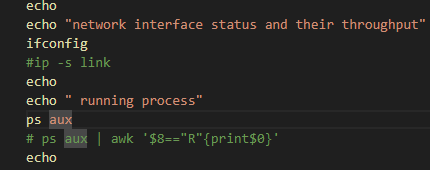 echo
echo "network interface status and their throughput"
ifconfig
#ip -s link
echo
echo " running process"
ps aux
# ps aux | awk '$8=="R"{print$0}'
echo